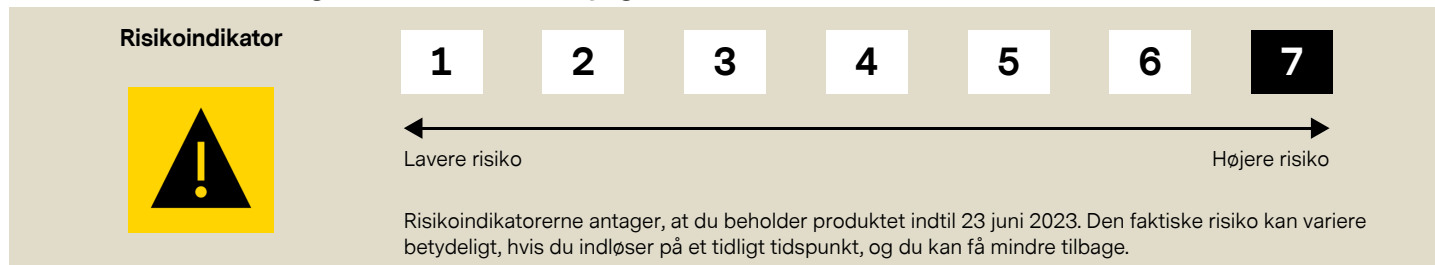 Risikoindikator
1 2 3 4 5 6 7
Lavere risiko Højere risiko
Risikoindikatorerne antager, at du beholder produktet indtil 23 juni 2023. Den faktiske risiko kan variere
betydeligt, hvis du indløser på et tidligt tidspunkt, og du kan få mindre tilbage.